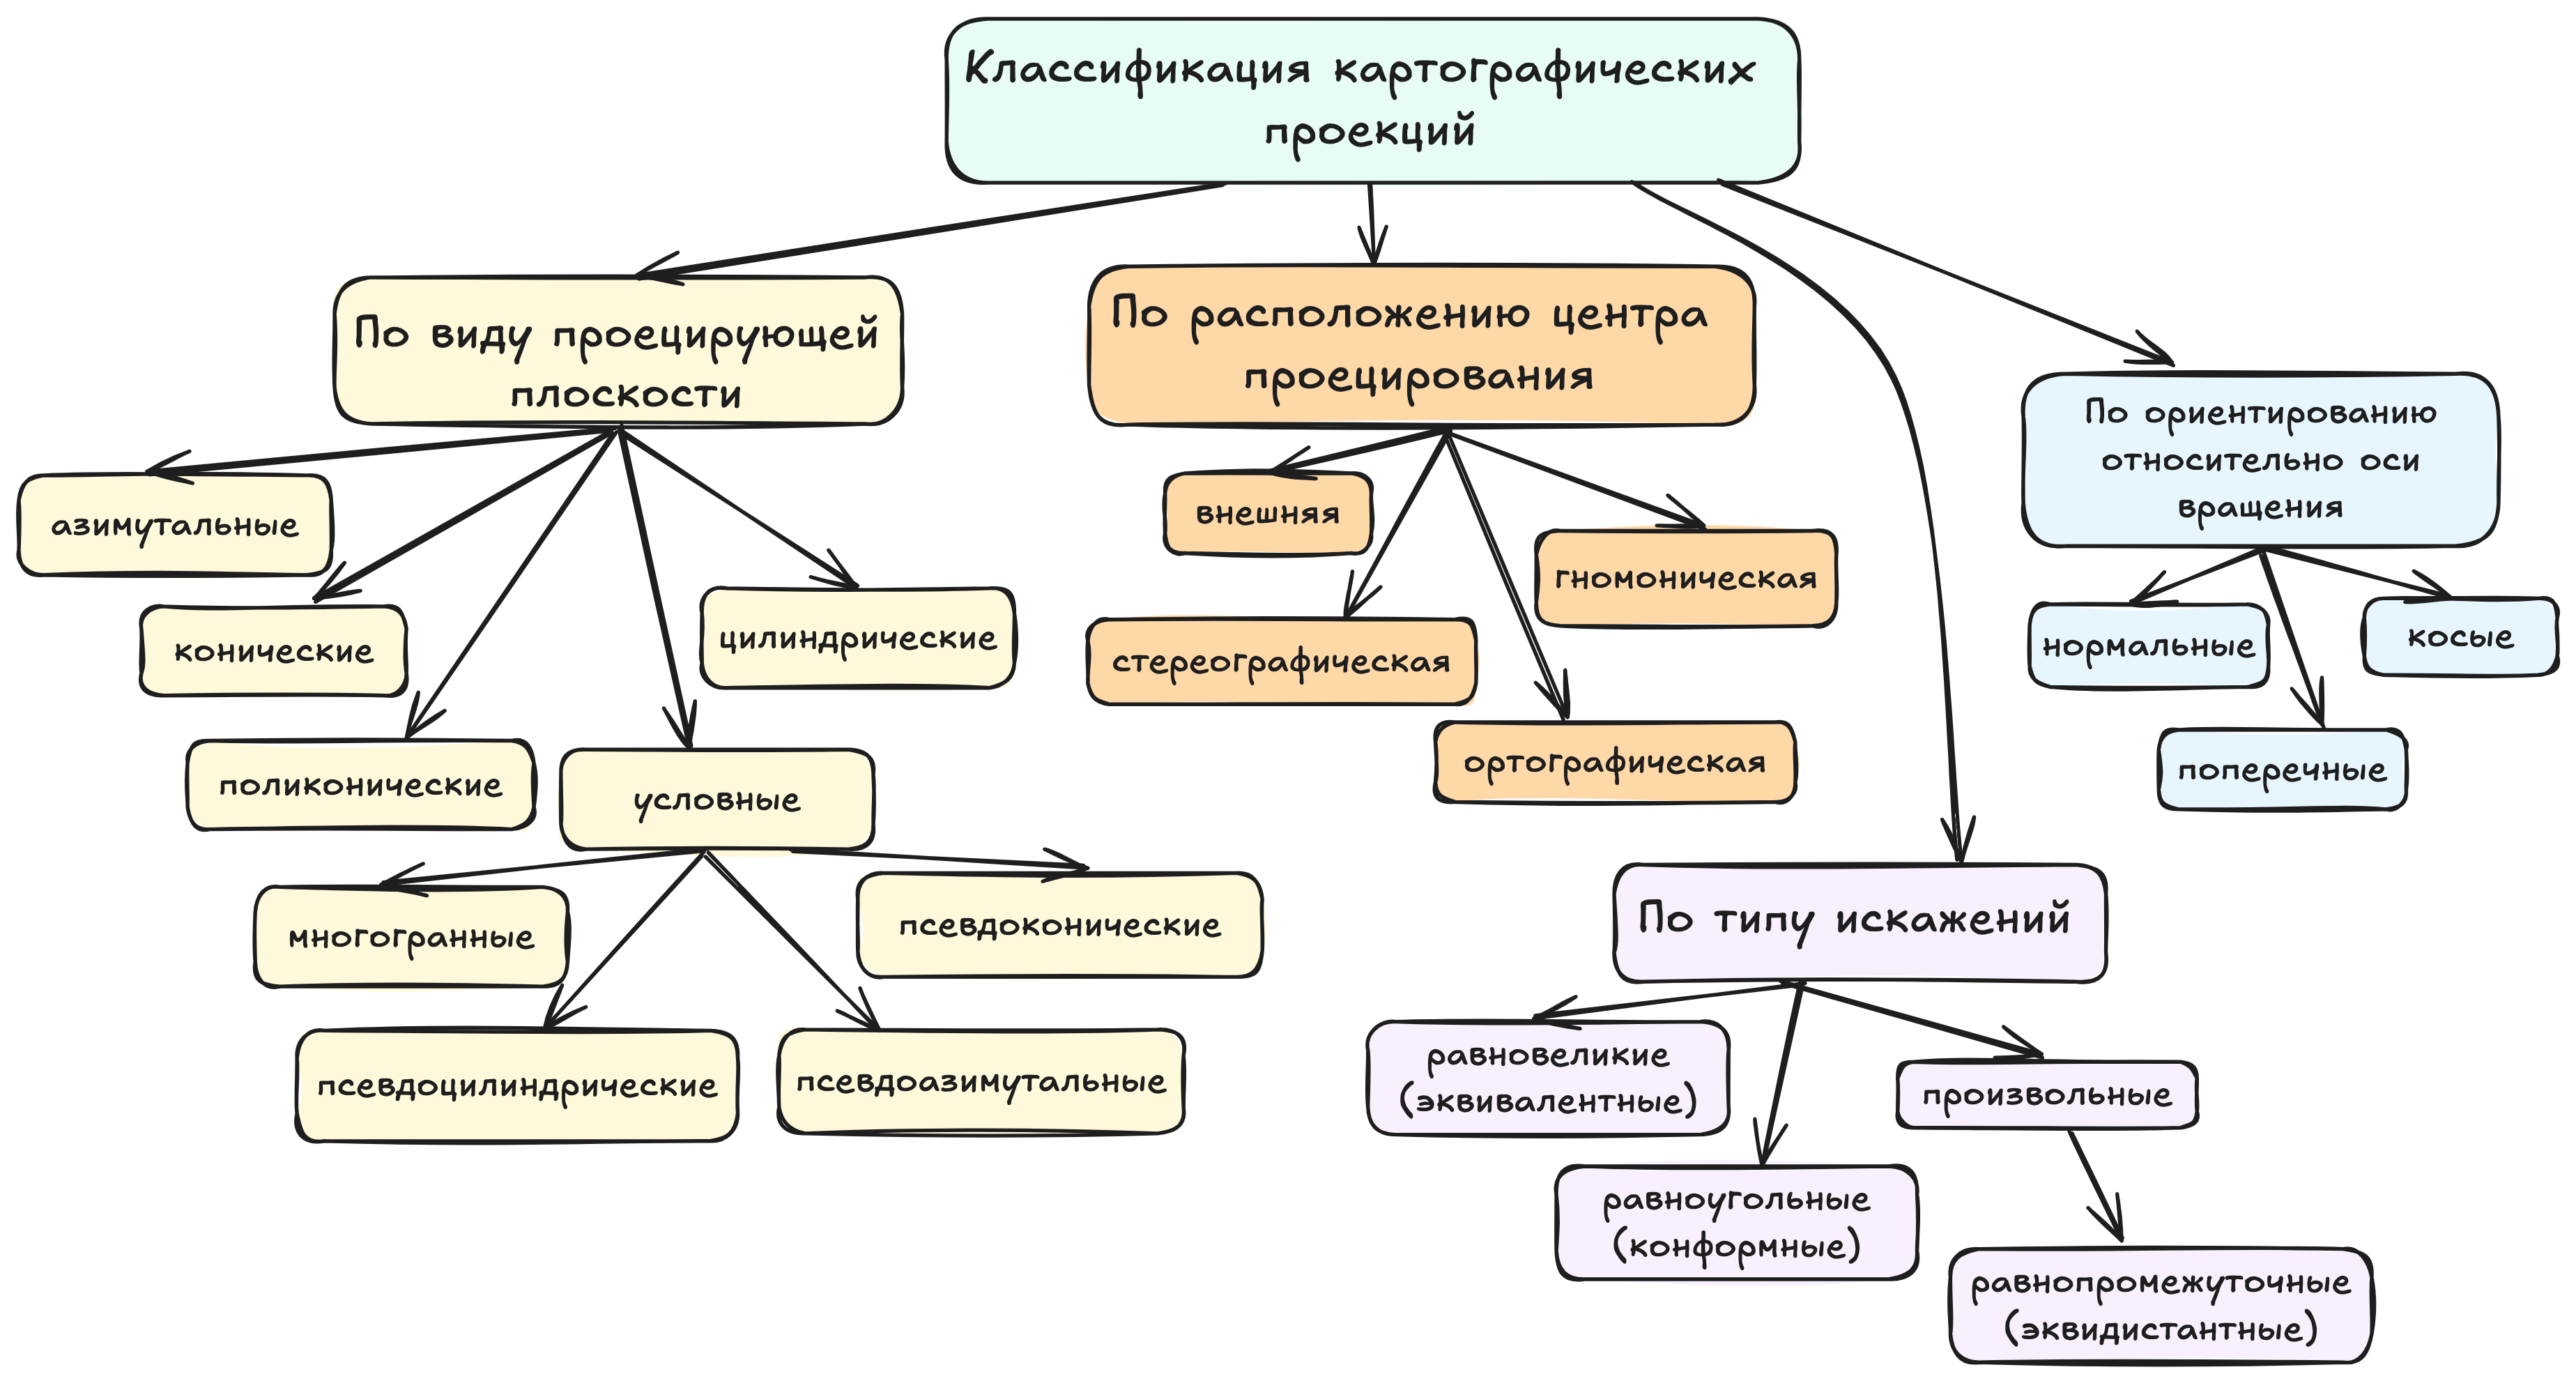 Классификация картографических
проекций
По виду проецирующей
плоскости
азимутальные
конические
поликонические
условные
цилиндрические
многогранные
псевдоцилиндрические
псевдоазимутальные
псевдоконические
По расположению центра
проецирования
внешняя
стереографическая
ортографическая
гномоническая
По ориентированию
относительно оси
вращения
нормальные
поперечные
косые
По типу искажений
равновеликие
(эквивалентные)
равноугольные
(конформные)
произвольные
равнопромежуточные
(эквидистантные)